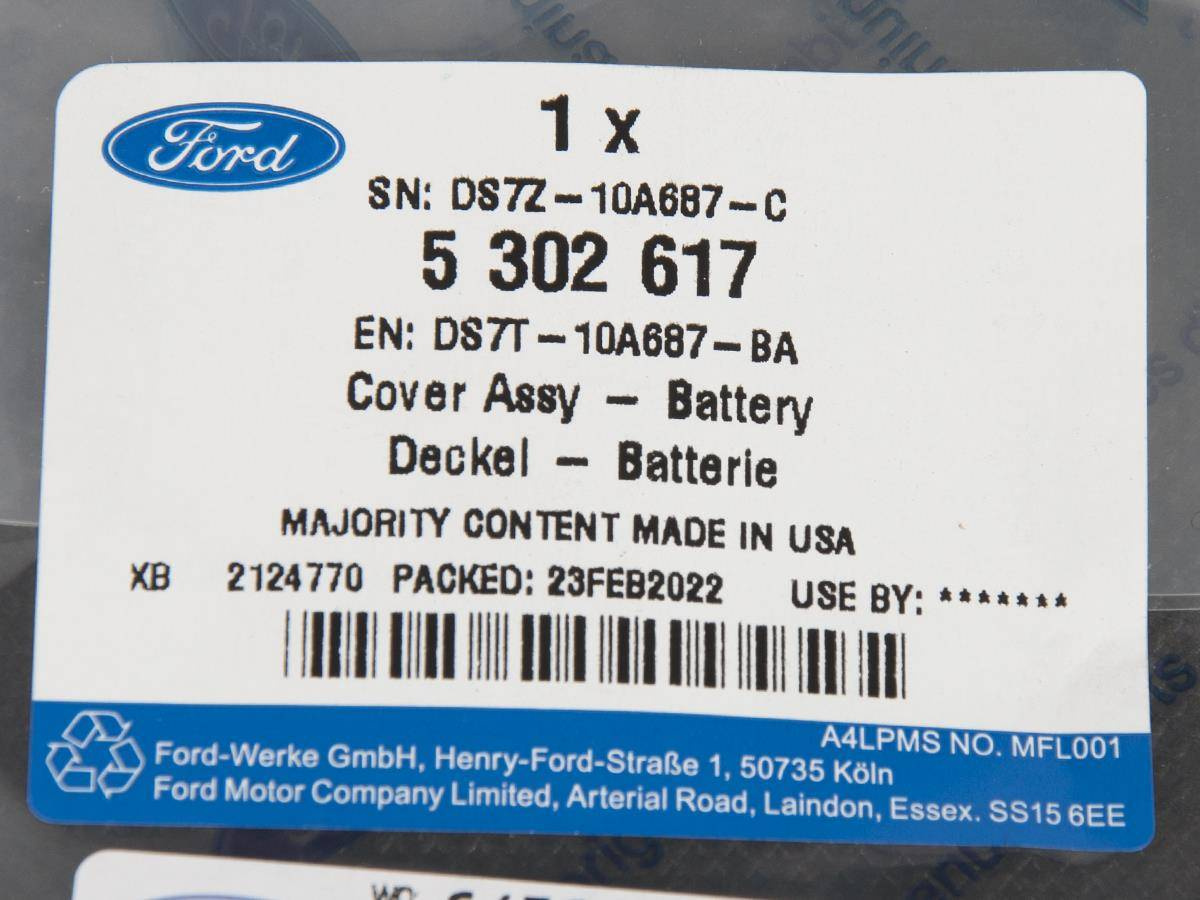 Ford
1 x
SN: DS7Z-10A687-C
5 302 617
EN: DS7T-10A687-BA
Cover Assy - Battery
Deckel - Batterie
MAJORITY CONTENT MADE IN USA
XB 2124770 PACKED: 23FEB2022 USE BY: *******
A4LPMS NO. MFL001
Ford-Werke GmbH, Henry-Ford-Straße 1, 50735 Köln
Ford Motor Company Limited, Arterial Road, Laindon, Essex. SS15 6EE